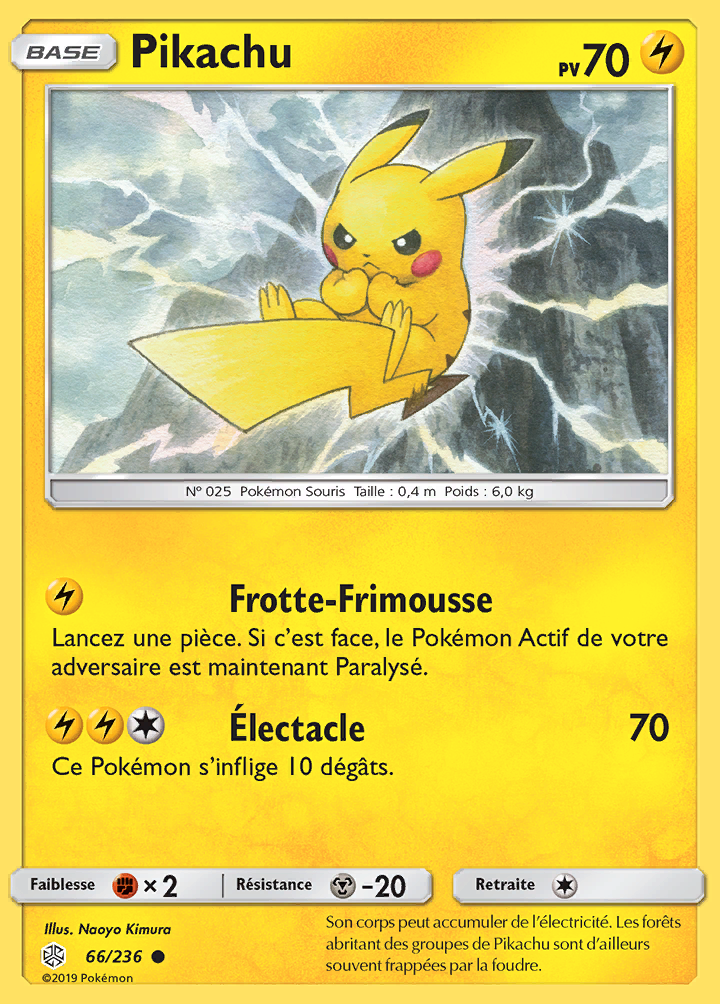 BASE Pikachu PV 70
Nº 025 Pokémon Souris Taille : 0,4 m Poids : 6,0 kg
Frotte-Frimousse
Lancez une pièce. Si c’est face, le Pokémon Actif de votre
adversaire est maintenant Paralysé.
Électacle 70
Ce Pokémon s’inflige 10 dégâts.
Faiblesse × 2 Résistance –20 Retraite
Illus. Naoyo Kimura
66/236
©2019 Pokémon
Son corps peut accumuler de l’électricité. Les forêts
abritant des groupes de Pikachu sont d’ailleurs
souvent frappées par la foudre.